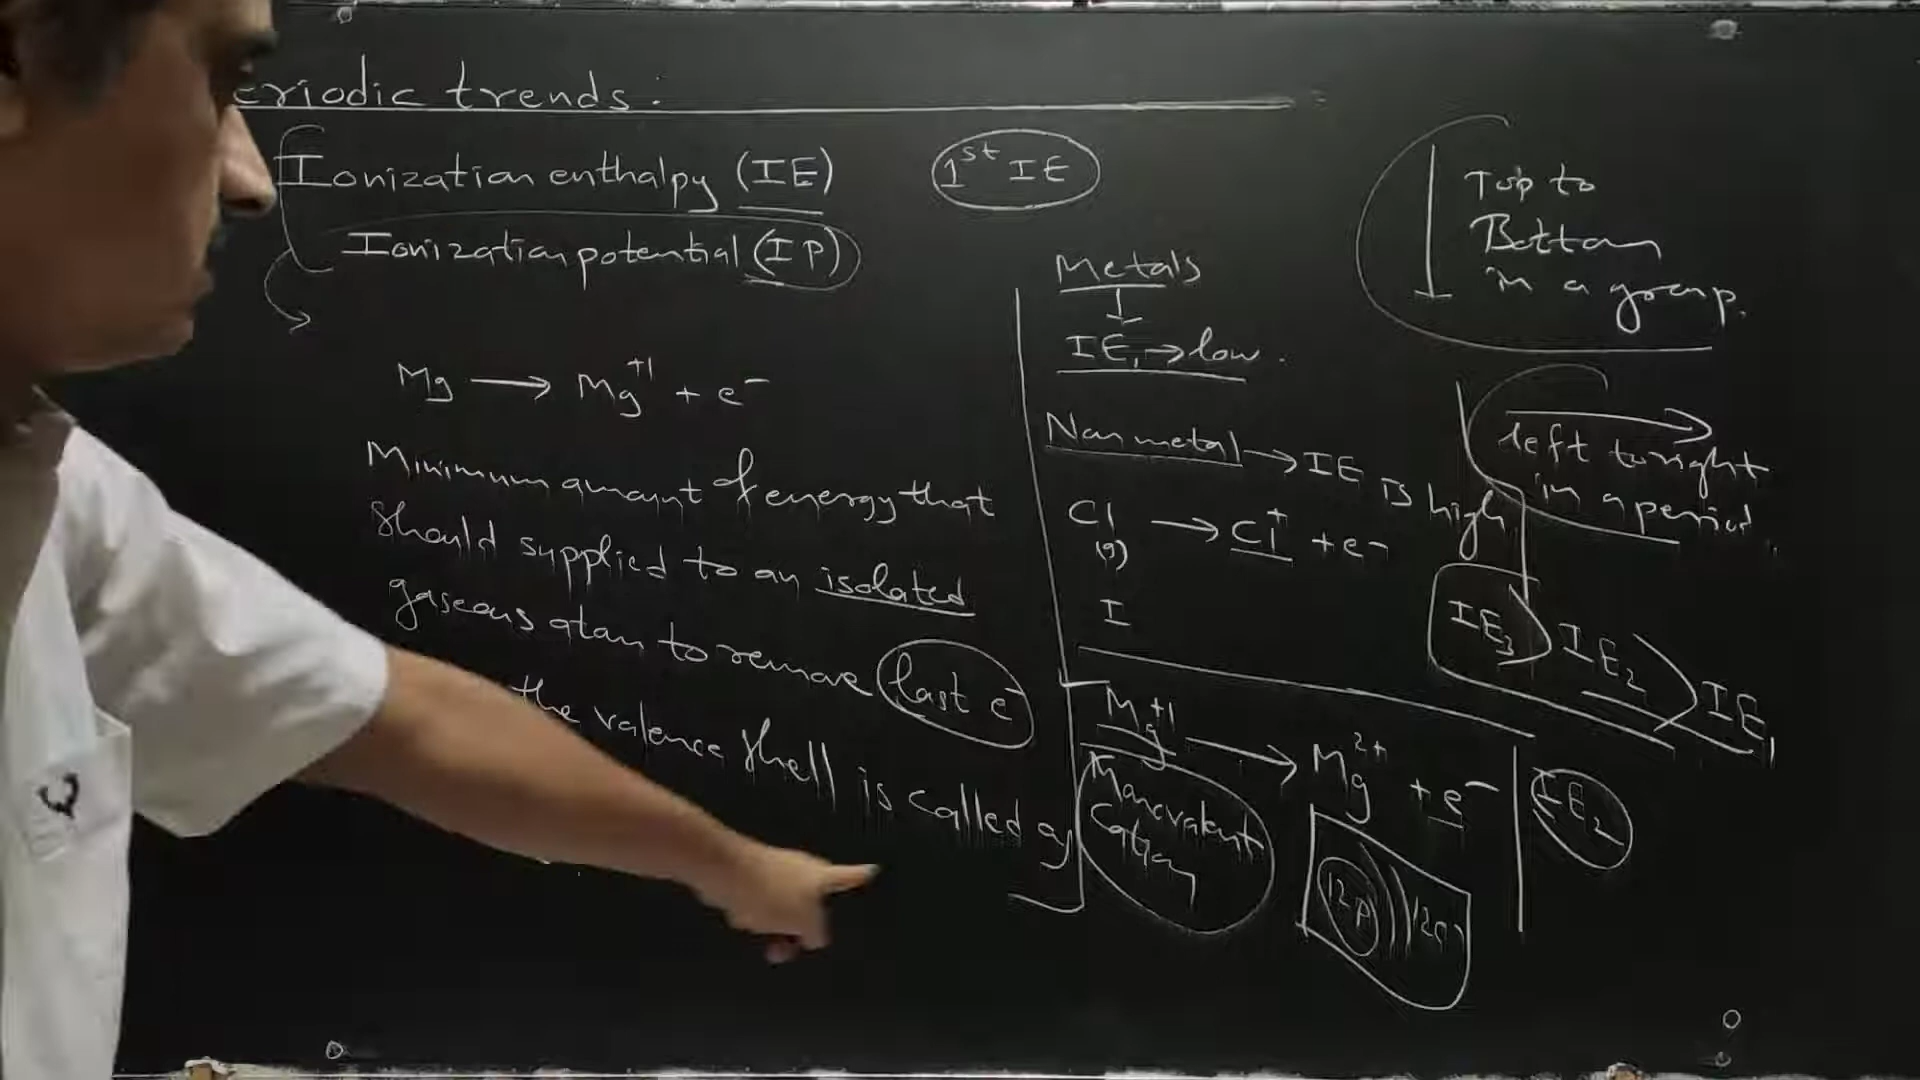 eriodic trends:
Ionization enthalpy (IE)
1st IE
Ionization potential (IP)
Mg → Mg+1 + e-
Minimum amount of energy that
should supplied to an isolated
gaseous atom to remove last e-
the valence shell is called as
Metals
IE1 → low.
Non metal → IE is high
Cl(g) → Cl+ + e-
I
Mg+1 → Mg2+ + e-
Monovalent
Cation
12p
IE2
Top to
Bottom
in a group.
left to right
in a period.
IE3 > IE2 > IE1